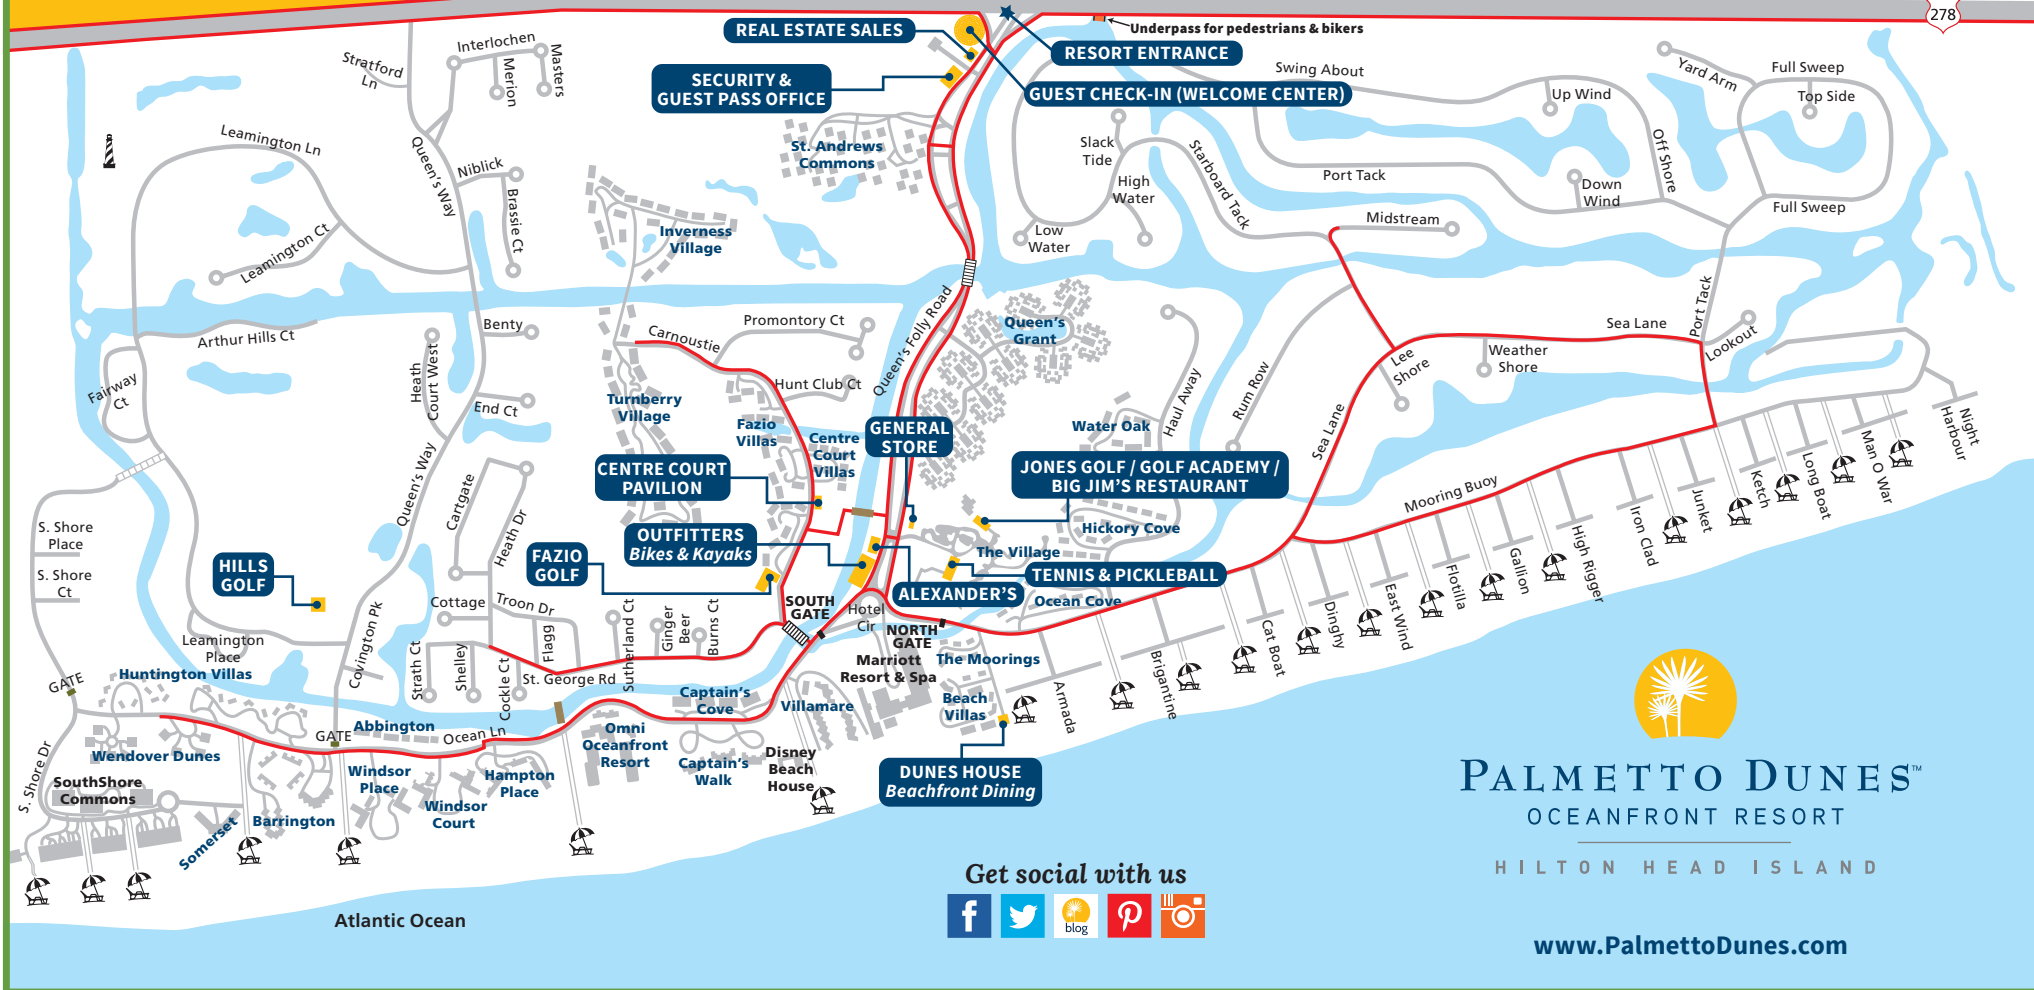 278
REAL ESTATE SALES
Underpass for pedestrians & bikers
RESORT ENTRANCE
SECURITY &
GUEST PASS OFFICE
GUEST CHECK-IN (WELCOME CENTER)
Stratford
Ln
Interlochen
Merion
Masters
Swing About
Up Wind
Yard Arm
Full Sweep
Top Side
Off Shore
Leamington Ln
Queen's Way
Niblick
Brassie Ct
St. Andrews
Commons
Slack
Tide
High
Water
Starboard Tack
Port Tack
Down
Wind
Full Sweep
Midstream
Low
Water
Leamington Ct
Inverness
Village
Arthur Hills Ct
Benty
Carnoustie
Promontory Ct
Queen's Folly Road
Queen's
Grant
Sea Lane
Port Tack
Lookout
Weather
Shore
Lee
Shore
Fairway
Ct
Heath
Court West
End Ct
Hunt Club Ct
Turnberry
Village
Fazio
Villas
Centre
Court
Villas
GENERAL
STORE
Water Oak
Haul Away
Rum Row
Sea Lane
Night
Harbour
Man O War
Long Boat
Ketch
Junket
Iron Clad
High Rigger
Gallion
Flotilla
East Wind
Dinghy
Cat Boat
Brigantine
Armada
Mooring Buoy
CENTRE COURT
PAVILION
JONES GOLF / GOLF ACADEMY /
BIG JIM'S RESTAURANT
Queen's Way
Cartgate
Heath Dr
S. Shore
Place
S. Shore
Ct
HILLS
GOLF
FAZIO
GOLF
OUTFITTERS
Bikes & Kayaks
Hickory Cove
The Village
TENNIS & PICKLEBALL
ALEXANDER'S
Ocean Cove
SOUTH
GATE
Hotel
Cir
NORTH
GATE
Cottage
Troon Dr
Flagg
Sutherland Ct
Ginger
Beer
Burns Ct
Leamington
Place
Covington Pk
Strath Ct
Shelley
Cockle Ct
St. George Rd
Huntington Villas
GATE
Marriott
Resort & Spa
The Moorings
Captain's
Cove
Villamare
Beach
Villas
GATE
Abbington
Ocean Ln
Omni
Oceanfront
Resort
S. Shore Dr
Wendover Dunes
SouthShore
Commons
Windsor
Place
Hampton
Place
Captain's
Walk
Disney
Beach
House
DUNES HOUSE
Beachfront Dining
Windsor
Court
Barrington
Somerset
PALMETTO DUNES™
OCEANFRONT RESORT
HILTON HEAD ISLAND
Get social with us
f
blog
Atlantic Ocean
www.PalmettoDunes.com